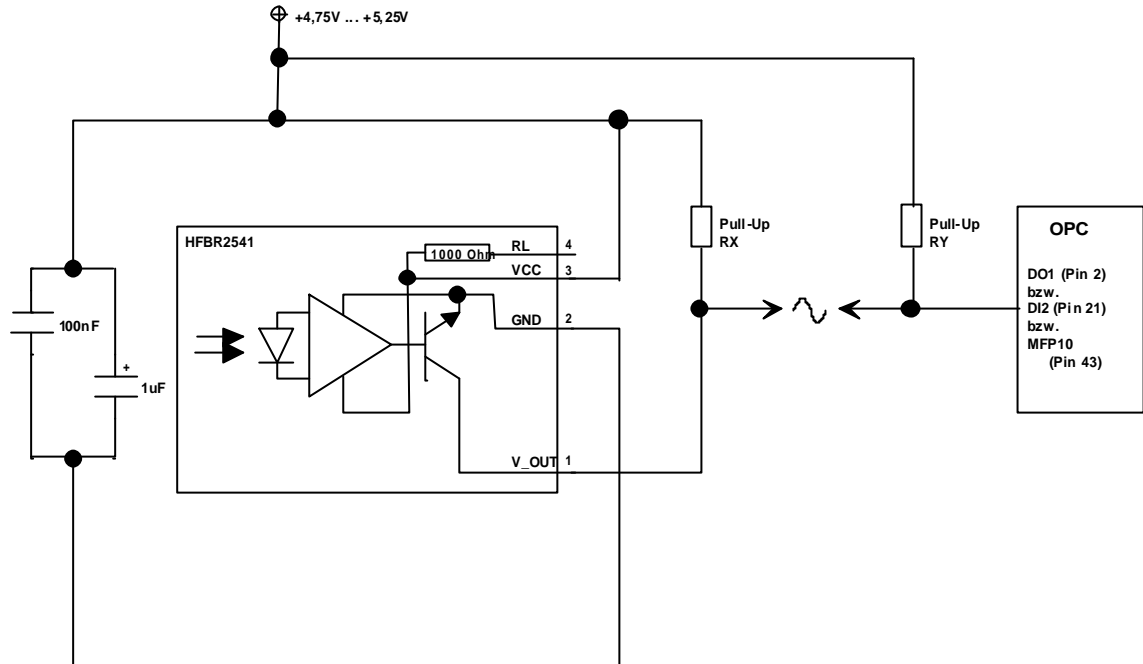 +4,75V ... +5,25V
HFBR2541
1000 Ohm
RL 4
VCC 3
GND 2
V_OUT 1
100nF
+
1uF
Pull-Up
RX
Pull-Up
RY
OPC
DO1 (Pin 2)
bzw.
DI2 (Pin 21)
bzw.
MFP10
(Pin 43)